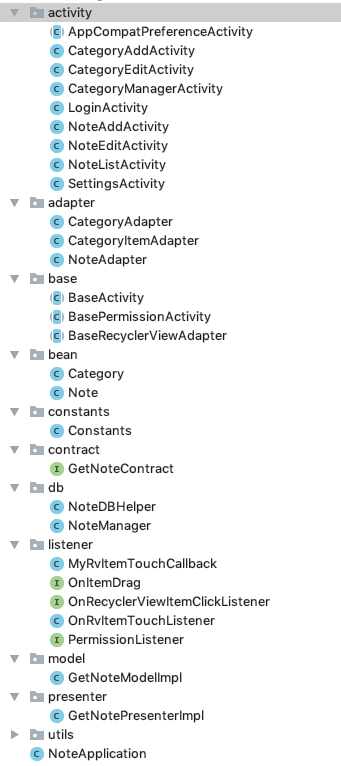 activity
AppCompatPreferenceActivity
CategoryAddActivity
CategoryEditActivity
CategoryManagerActivity
LoginActivity
NoteAddActivity
NoteEditActivity
NoteListActivity
SettingsActivity
adapter
CategoryAdapter
CategoryItemAdapter
NoteAdapter
base
BaseActivity
BasePermissionActivity
BaseRecyclerViewAdapter
bean
Category
Note
constants
Constants
contract
GetNoteContract
db
NoteDBHelper
NoteManager
listener
MyRvItemTouchCallback
OnItemDrag
OnRecyclerViewItemClickListener
OnRvItemTouchListener
PermissionListener
model
GetNoteModelImpl
presenter
GetNotePresenterImpl
utils
NoteApplication